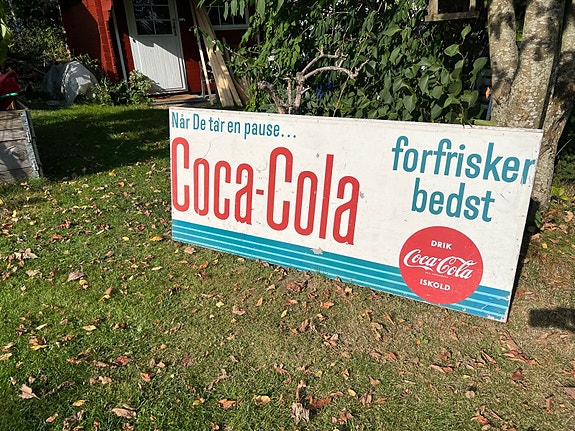 Når De tar en pause...
Coca-Cola
forfrisker
bedst
DRIK
Coca-Cola
ISKOLD